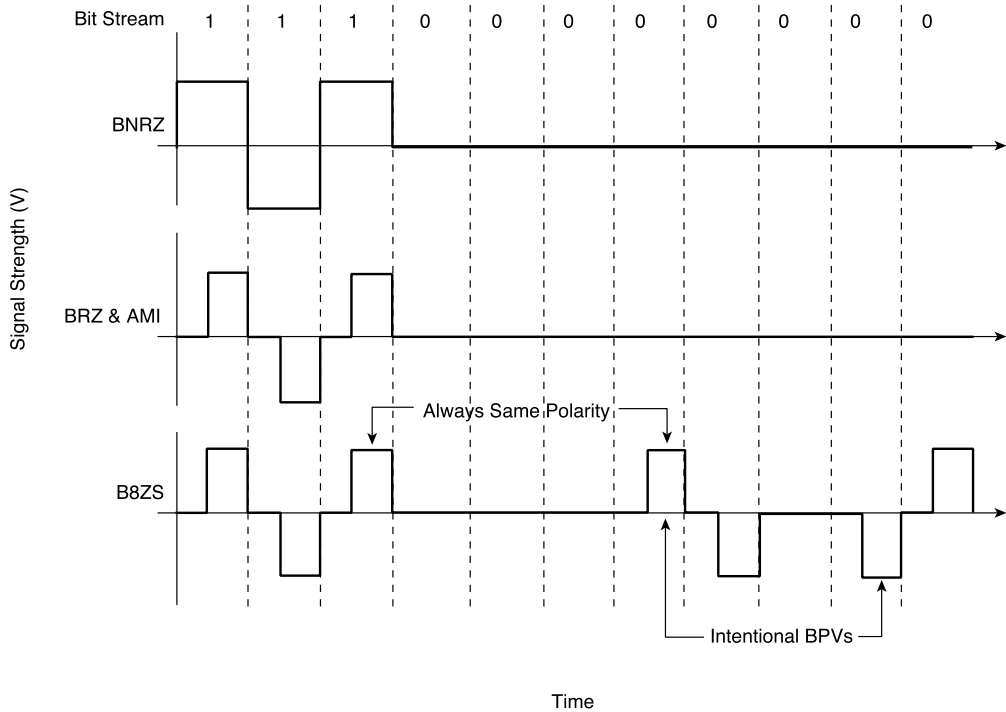 Bit Stream 1 1 1 0 0 0 0 0 0 0 0
BNRZ
Signal Strength (V)
BRZ & AMI
Always Same Polarity
B8ZS
Intentional BPVs
Time